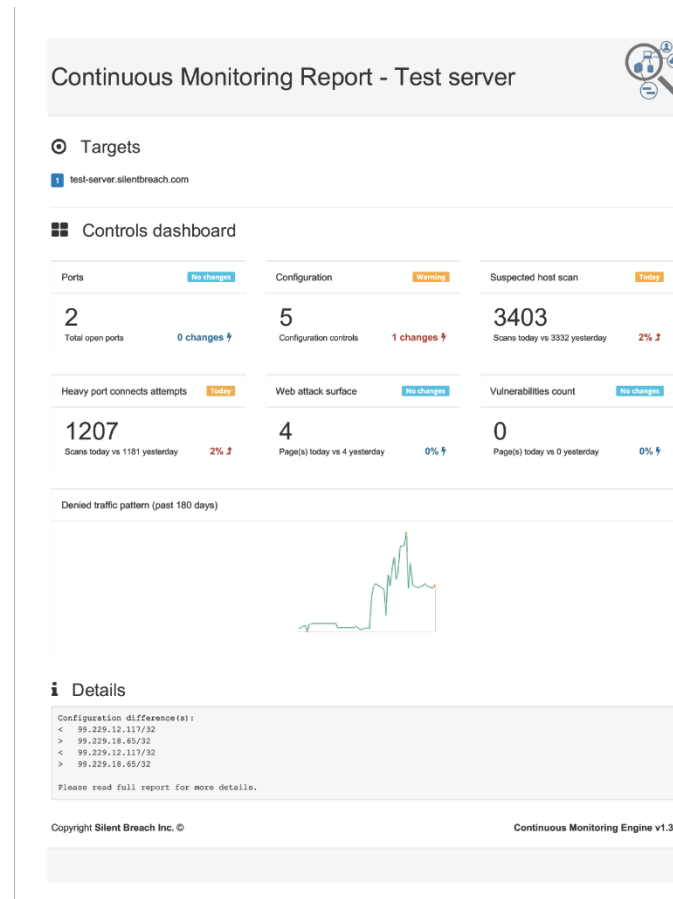 Continuous Monitoring Report - Test server
Targets
1 test-server.silentbreach.com
Controls dashboard
Ports No changes
2
Total open ports 0 changes
Configuration Warning
5
Configuration controls 1 changes
Suspected host scan Today
3403
Scans today vs 3332 yesterday 2%
Heavy port connects attempts Today
1207
Scans today vs 1181 yesterday 2%
Web attack surface No changes
4
Page(s) today vs 4 yesterday 0%
Vulnerabilities count No changes
0
Page(s) today vs 0 yesterday 0%
Denied traffic pattern (past 180 days)
Details
Configuration difference(s):
< 99.229.12.117/32
> 99.229.18.65/32
< 99.229.12.117/32
> 99.229.18.65/32
Please read full report for more details.
Copyright Silent Breach Inc. © Continuous Monitoring Engine v1.3